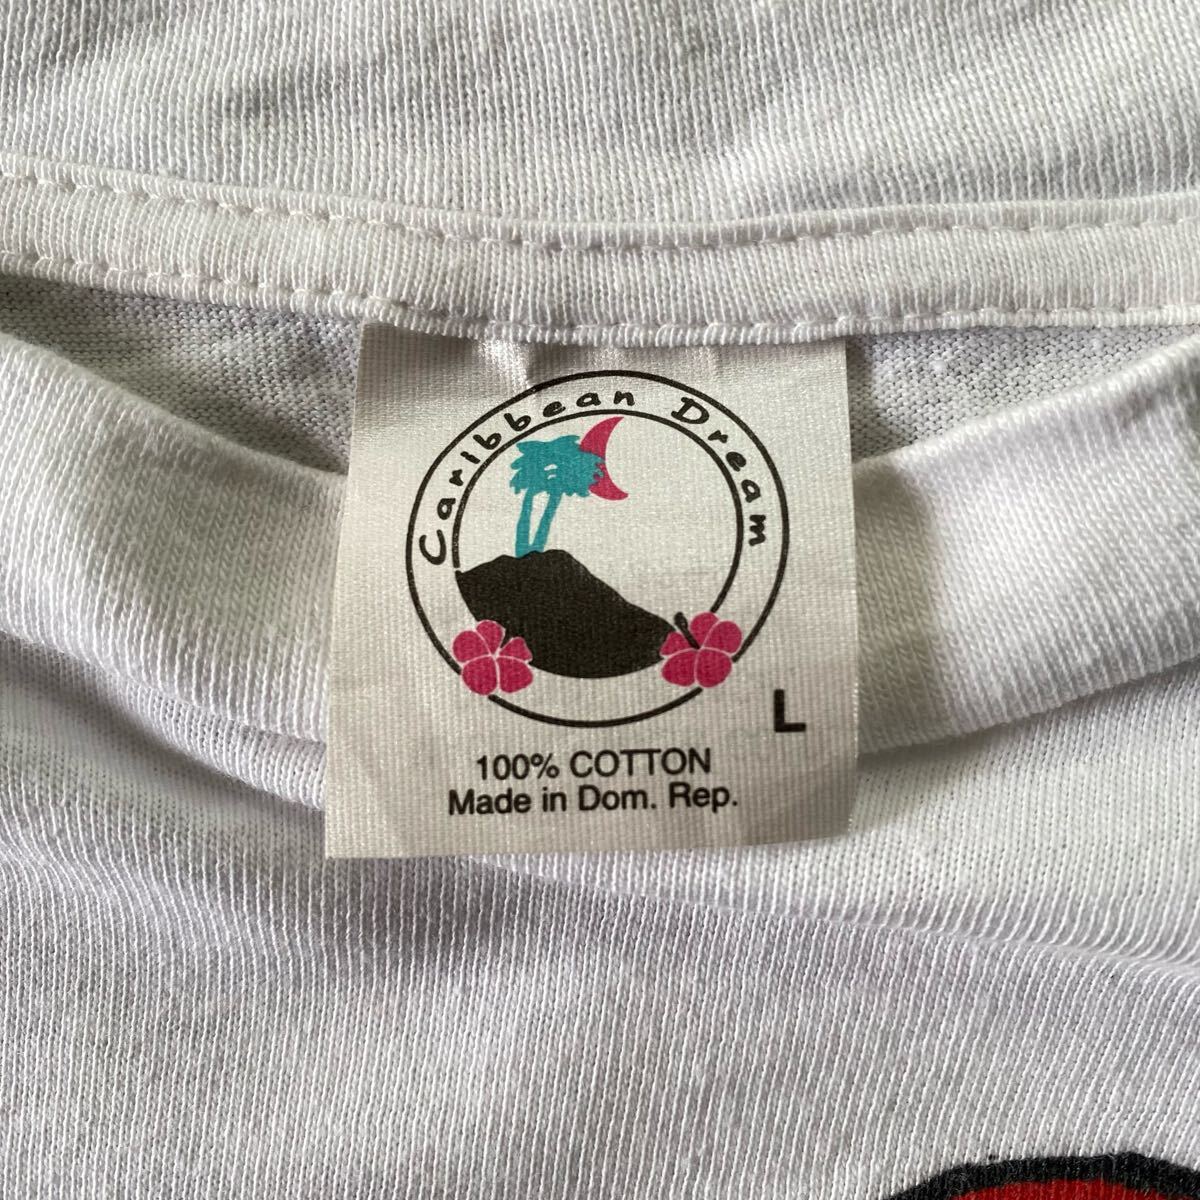 Caribbean Dream
L
100% COTTON
Made in Dom. Rep.